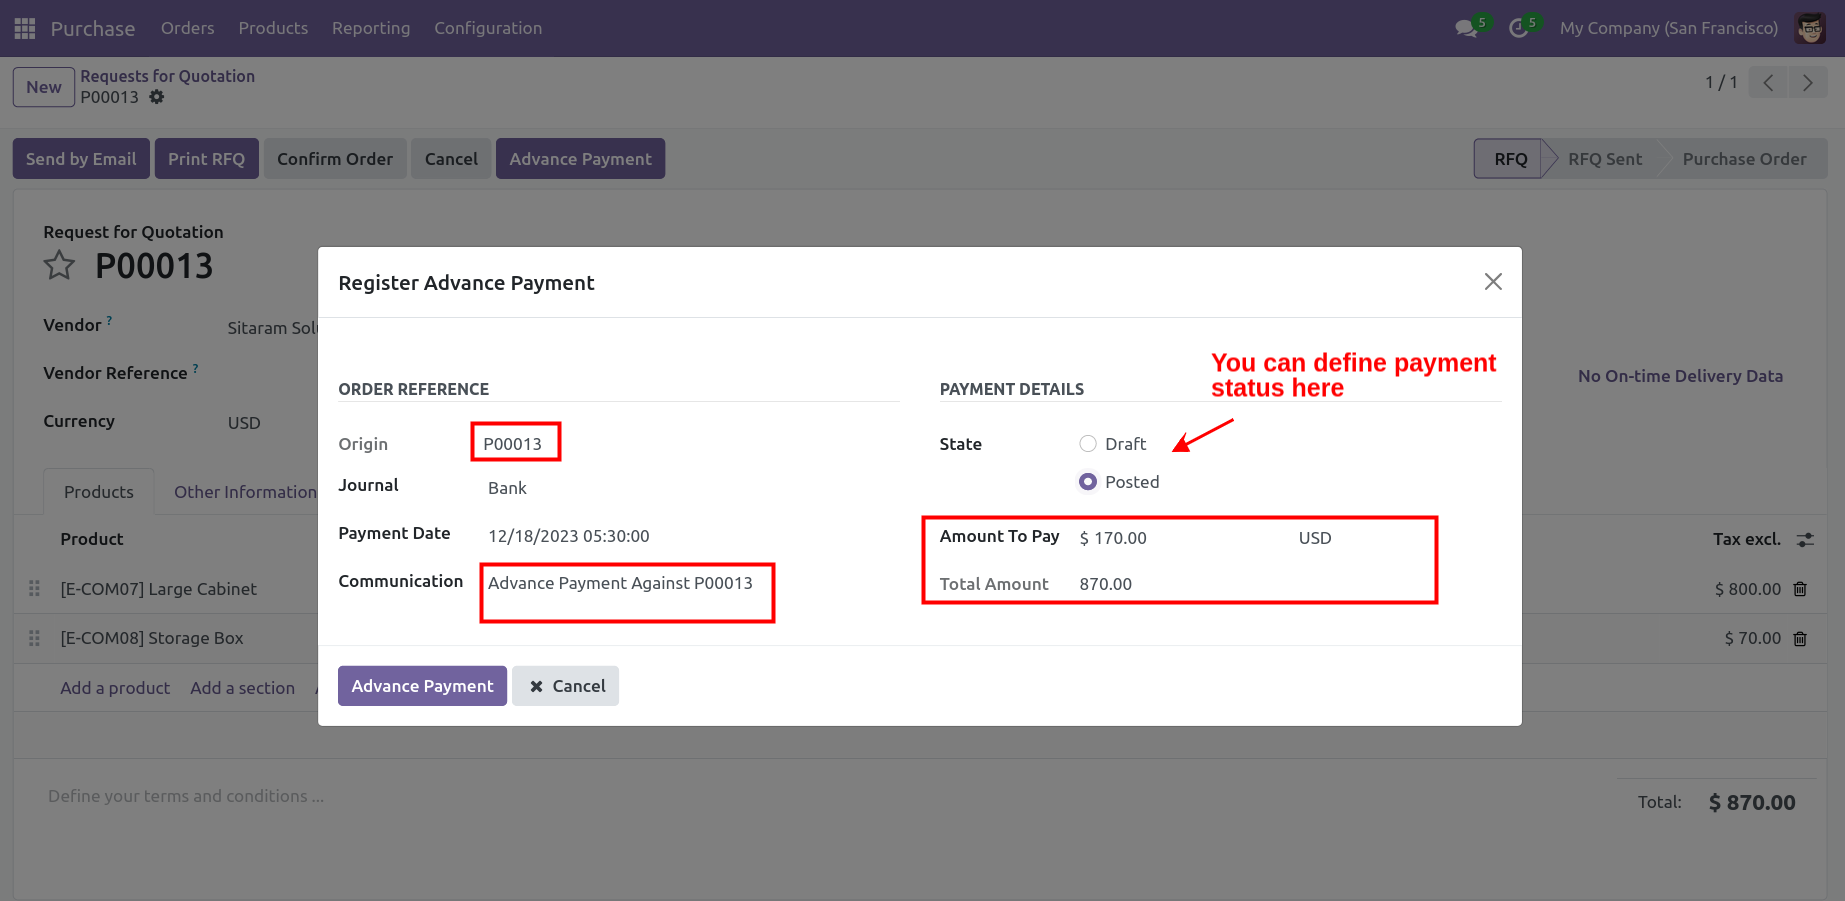 Purchase Orders Products Reporting Configuration 5 5 My Company (San Francisco)
New Requests for Quotation
P00013
1 / 1
Send by Email Print RFQ Confirm Order Cancel Advance Payment RFQ RFQ Sent Purchase Order
Request for Quotation
P00013
Vendor ? Sitaram
Vendor Reference ?
Currency USD
No On-time Delivery Data
Register Advance Payment
You can define payment
status here
ORDER REFERENCE
Origin P00013
Journal Bank
Payment Date 12/18/2023 05:30:00
Communication Advance Payment Against P00013
PAYMENT DETAILS
State Draft
Posted
Amount To Pay $ 170.00 USD
Total Amount 870.00
Advance Payment Cancel
Products Other Information
Product Tax excl.
[E-COM07] Large Cabinet $ 800.00
[E-COM08] Storage Box $ 70.00
Add a product Add a section
Define your terms and conditions ...
Total: $ 870.00